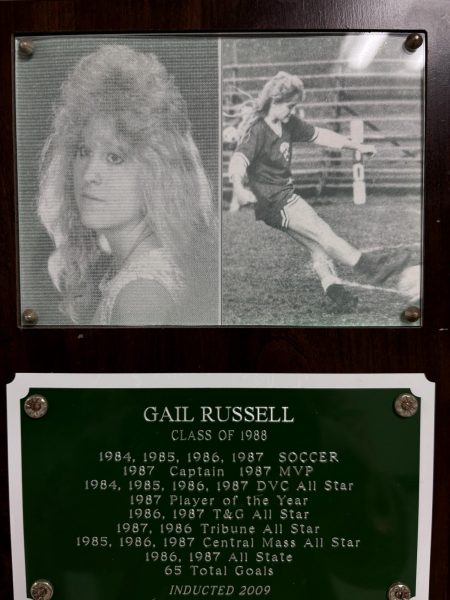 GAIL RUSSELL
CLASS OF 1988
1984, 1985, 1986, 1987 SOCCER
1987 Captain 1987 MVP
1984, 1985, 1986, 1987 DVC All Star
1987 Player of the Year
1986, 1987 T&G All Star
1987, 1986 Tribune All Star
1985, 1986, 1987 Central Mass All Star
1986, 1987 All State
65 Total Goals
INDUCTED 2009